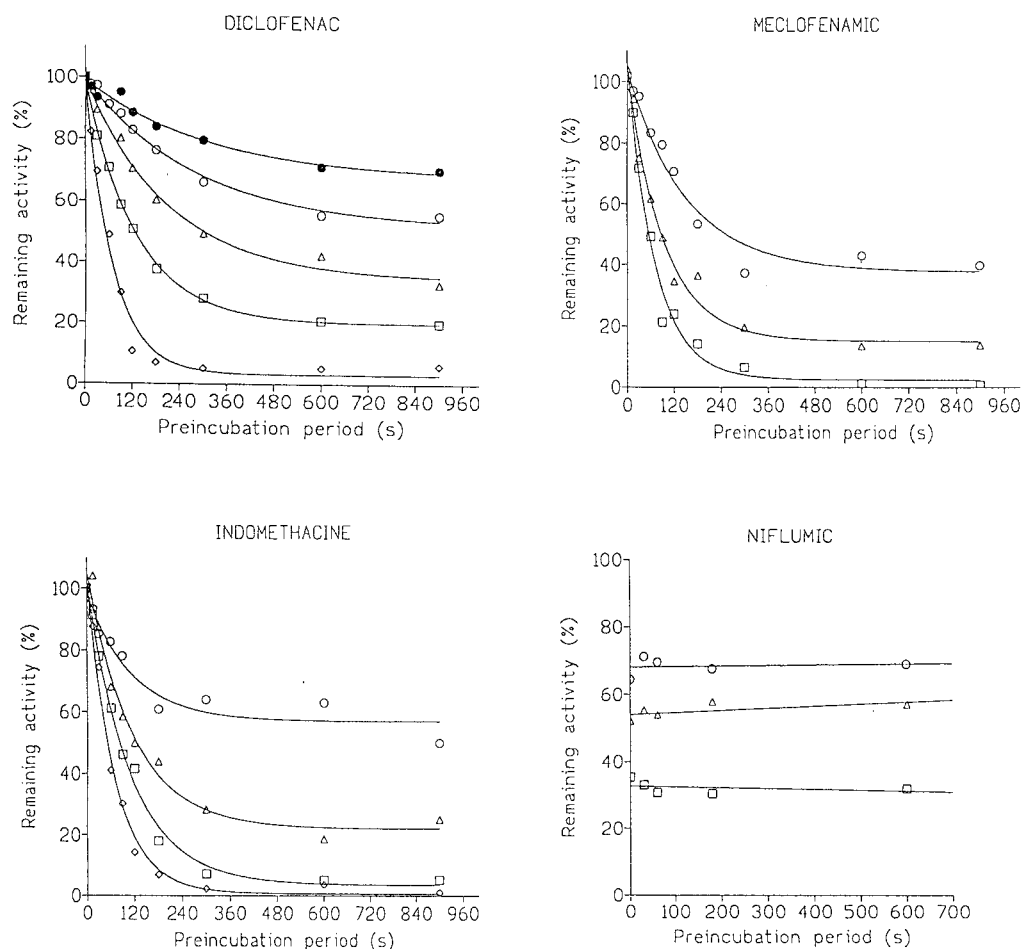 DICLOFENAC
Remaining activity (%)
100
80
60
40
20
0
0 120 240 360 480 600 720 840 960
Preincubation period (s)
MECLOFENAMIC
Remaining activity (%)
100
80
60
40
20
0
0 120 240 360 480 600 720 840 960
Preincubation period (s)
INDOMETHACINE
Remaining activity (%)
100
80
60
40
20
0
0 120 240 360 480 600 720 840 960
Preincubation period (s)
NIFLUMIC
Remaining activity (%)
100
80
60
40
20
0
0 100 200 300 400 500 600 700
Preincubation period (s)